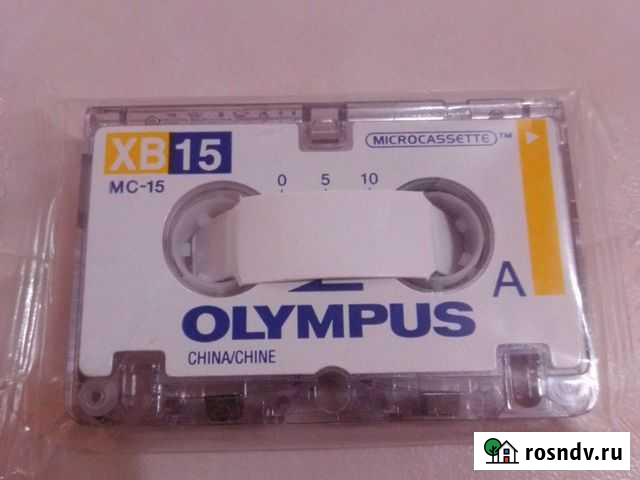 XB 15
MICROCASSETTE™
MC-15
0 5 10
A
OLYMPUS
CHINA/CHINE
rosndv.ru